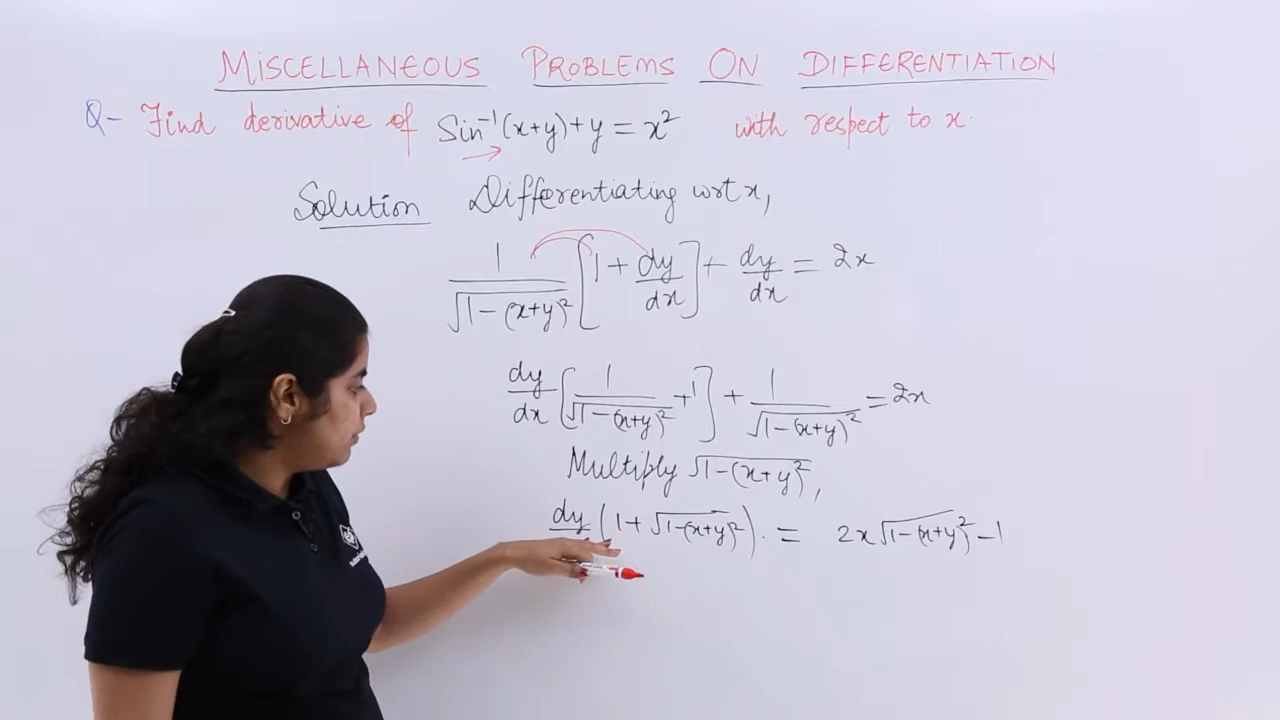 MISCELLANEOUS PROBLEMS ON DIFFERENTIATION
Q- Find derivative of Sin⁻¹(x+y)+y = x² with respect to x.
Solution Differentiating wrt x,
1/√(1-(x+y)²) [1 + dy/dx] + dy/dx = 2x
dy/dx [1/√(1-(x+y)²) + 1] + 1/√(1-(x+y)²) = 2x
Multiply √(1-(x+y)²),
dy (1+√(1-(x+y)²)). = 2x√(1-(x+y)²) - 1